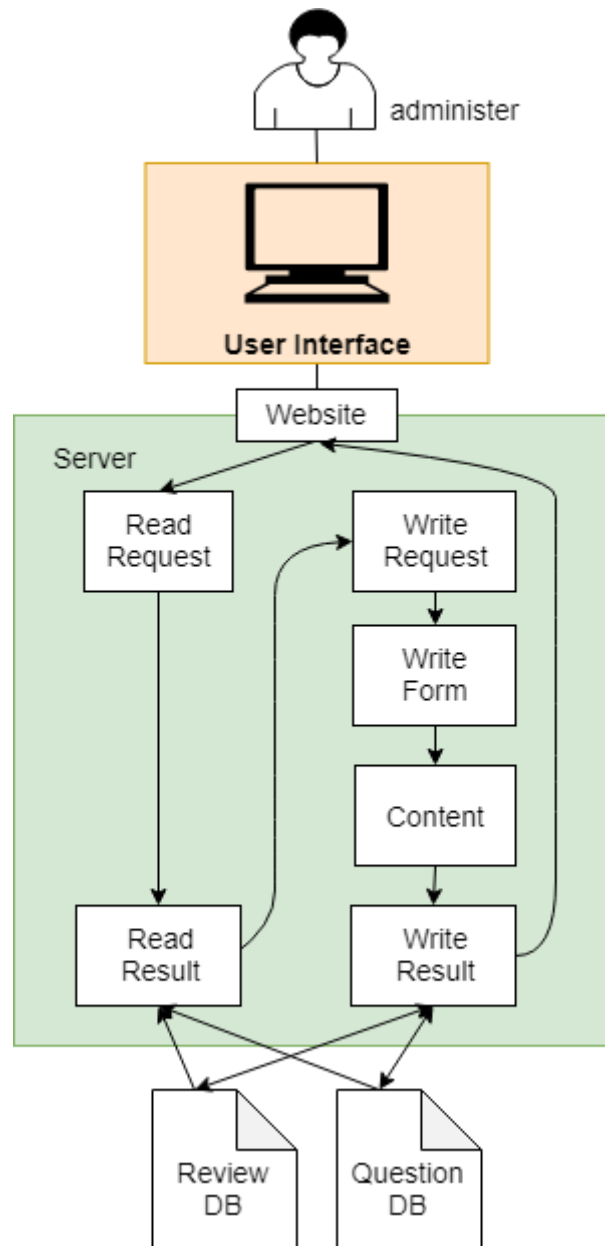 administer
User Interface
Website
Server
Read
Request
Write
Request
Write
Form
Content
Read
Result
Write
Result
Review
DB
Question
DB